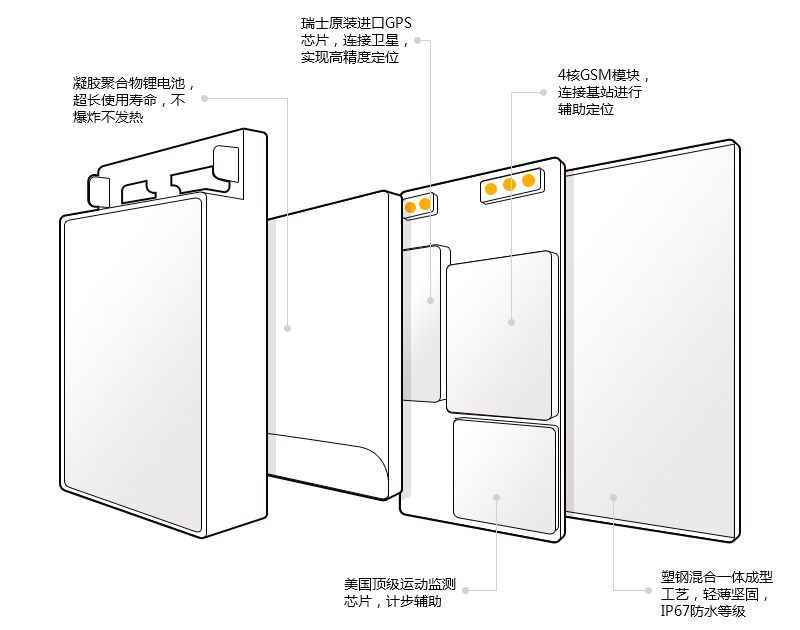 瑞士原装进口GPS
芯片，连接卫星，
实现高精度定位
4核GSM模块，
连接基站进行
辅助定位
凝胶聚合物锂电池，
超长使用寿命，不
爆炸不发热
美国顶级运动监测
芯片，计步辅助
塑钢混合一体成型
工艺，轻薄坚固，
IP67防水等级